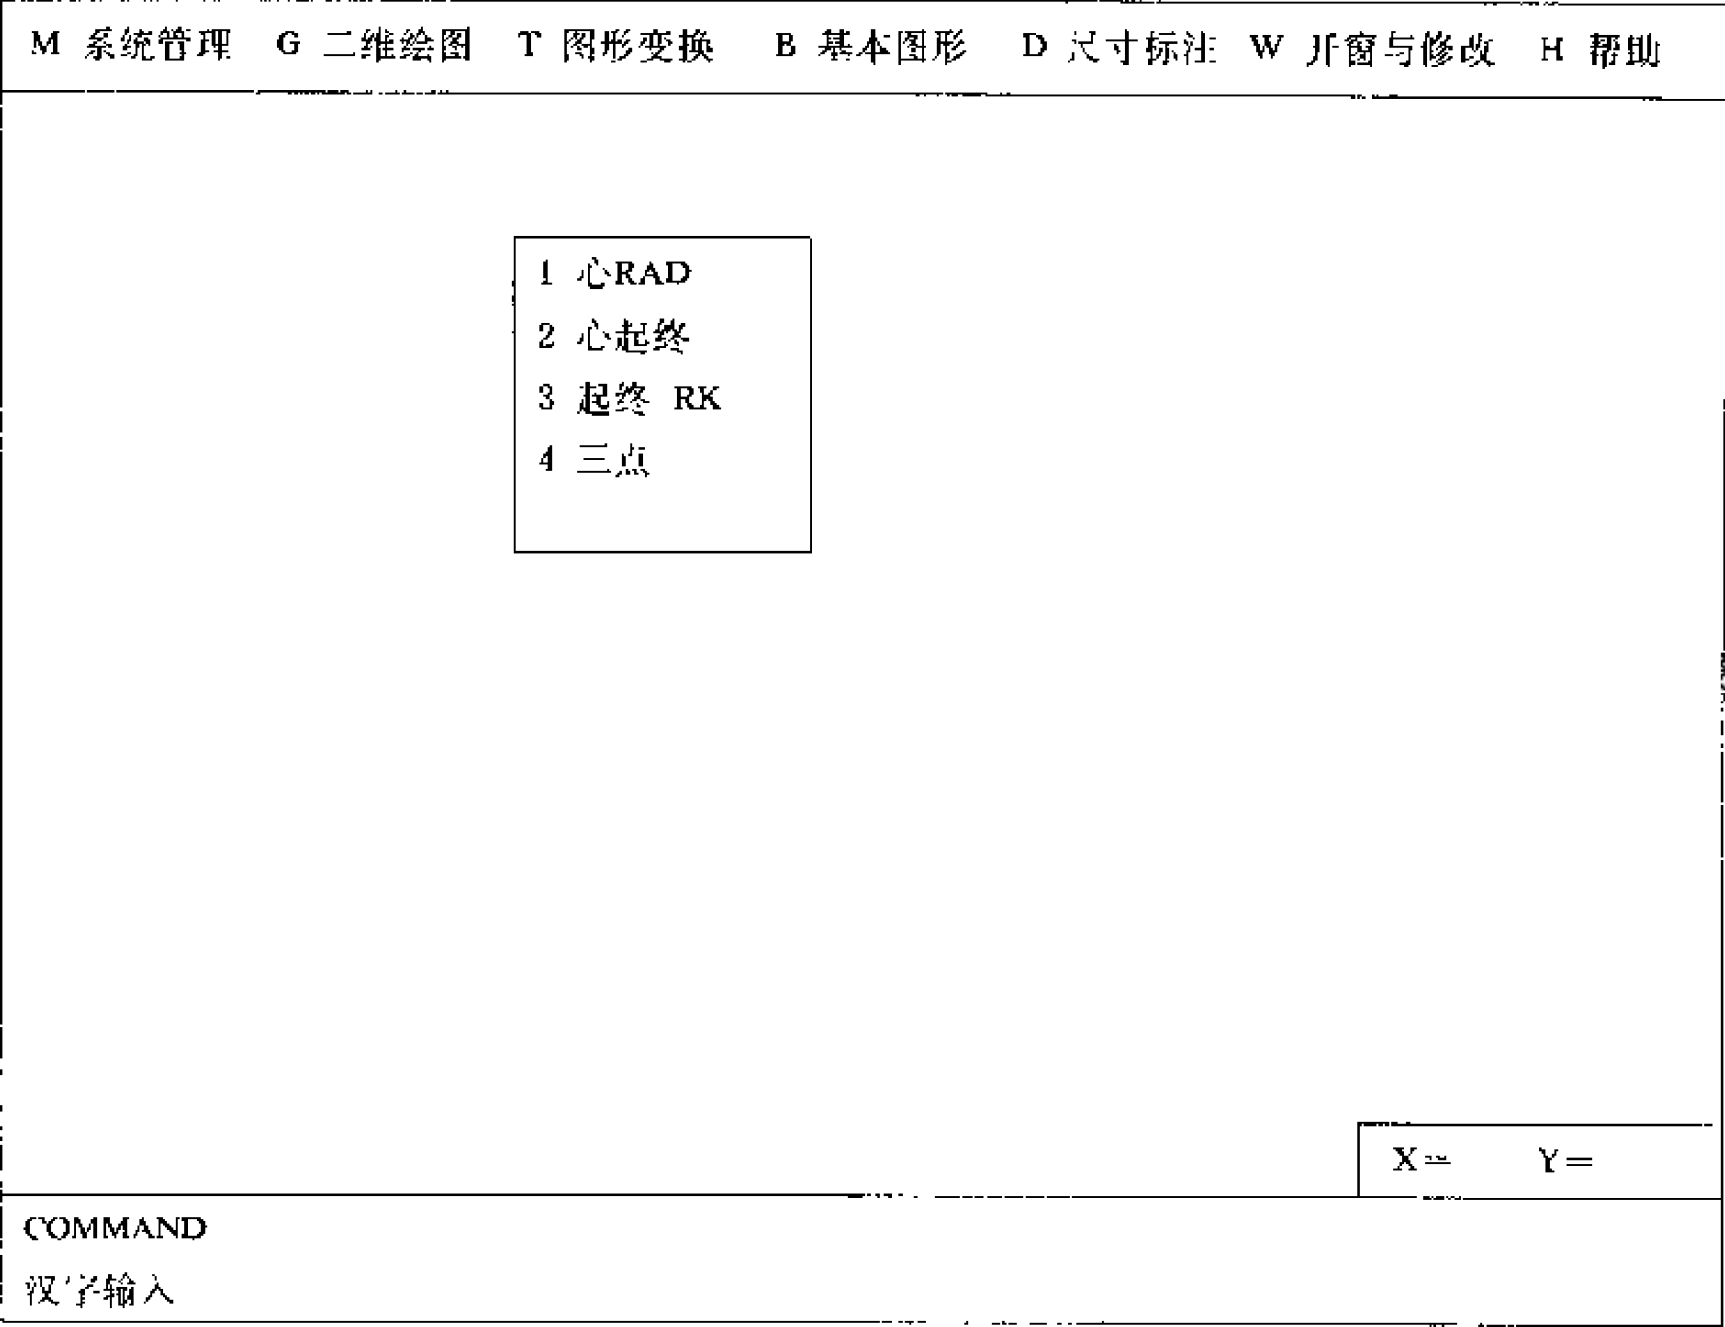 M 系统管理 G 二维绘图 T 图形变换 B 基本图形 D 尺寸标注 W 开窗与修改 H 帮助
1 心RAD
2 心起终
3 起终 RK
4 三点
X= Y=
COMMAND
汉字输入